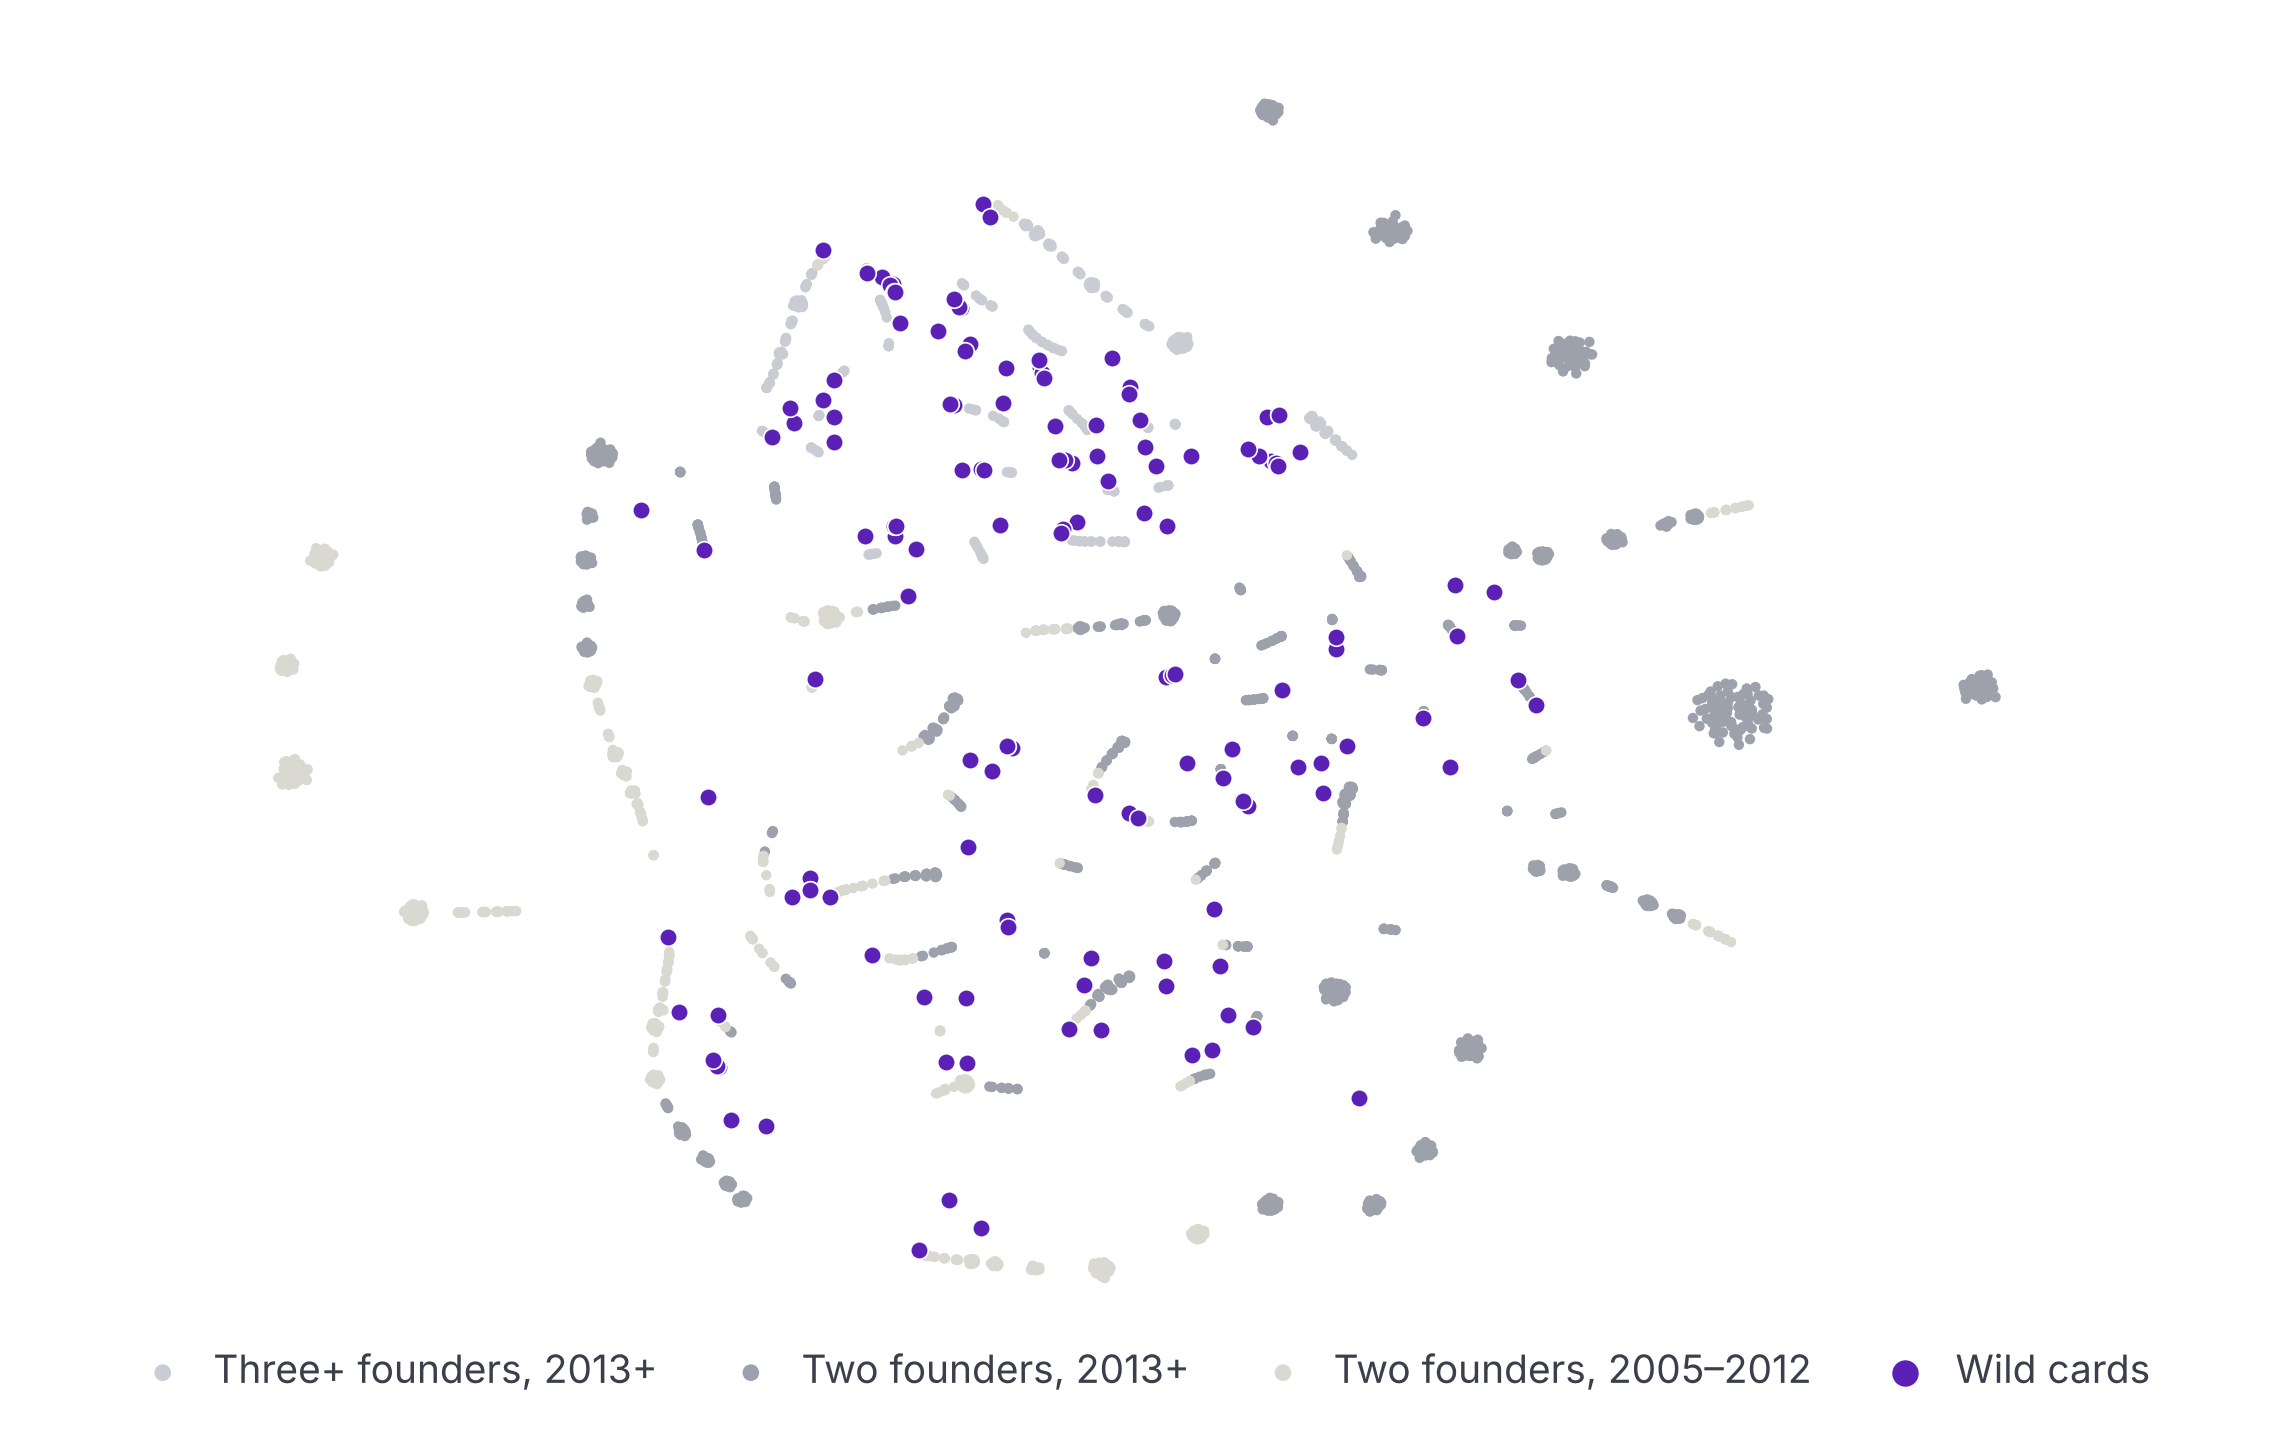 Three+ founders, 2013+ Two founders, 2013+ Two founders, 2005–2012 Wild cards